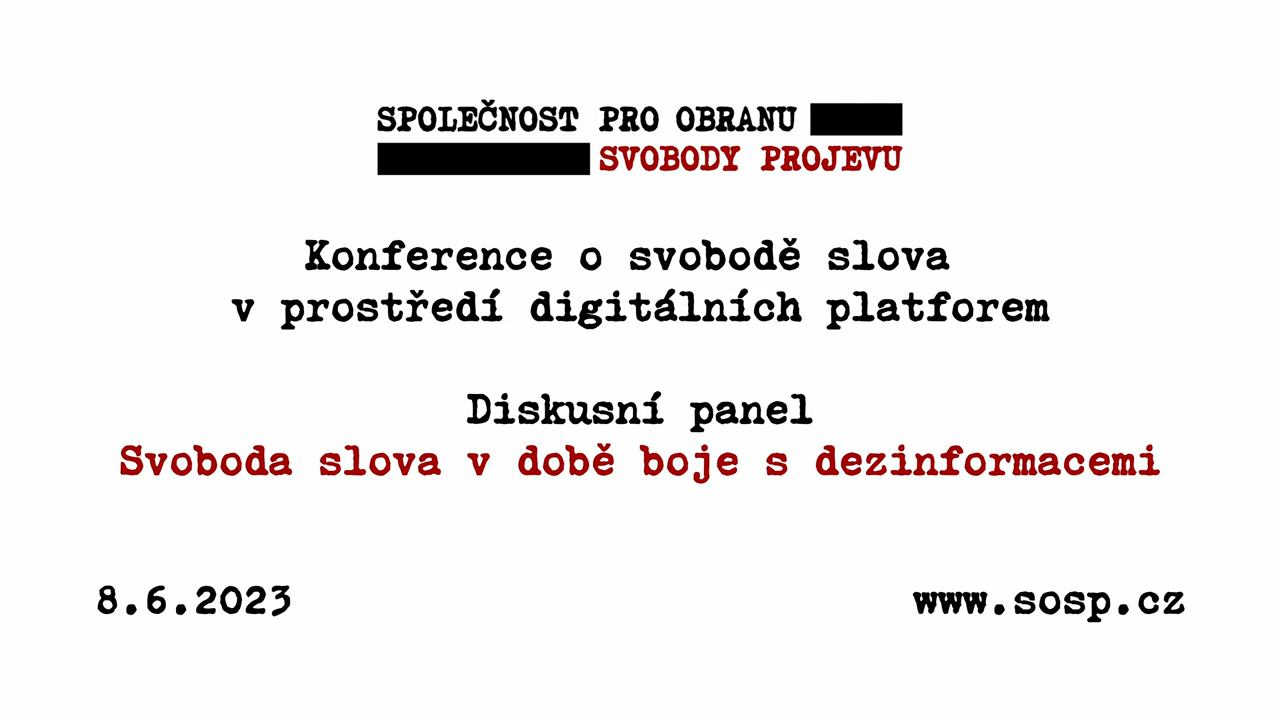 SPOLEČNOST PRO OBRANU
SVOBODY PROJEVU
Konference o svobodě slova
v prostředí digitálních platforem
Diskusní panel
Svoboda slova v době boje s dezinformacemi
8.6.2023
www.sosp.cz